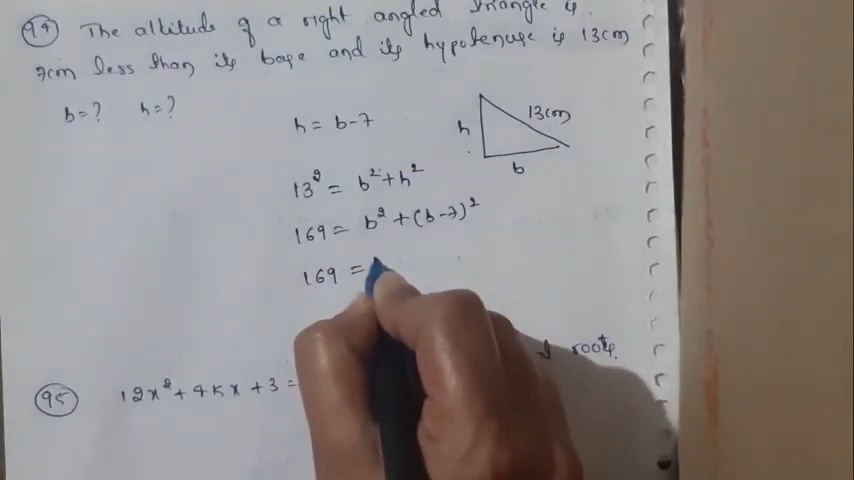 94 The altitude of a right angled triangle is
7cm less than its base and its hypotenuse is 13cm
b=? h=?
h = b-7
13cm
h
b
13² = b²+h²
169 = b²+(b-7)²
169 =
roots.
95 12x²+4kx+3=